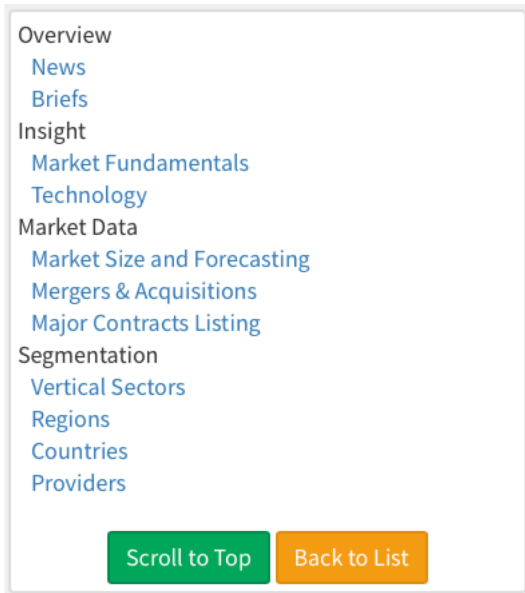 Overview
News
Briefs
Insight
Market Fundamentals
Technology
Market Data
Market Size and Forecasting
Mergers & Acquisitions
Major Contracts Listing
Segmentation
Vertical Sectors
Regions
Countries
Providers
Scroll to Top Back to List